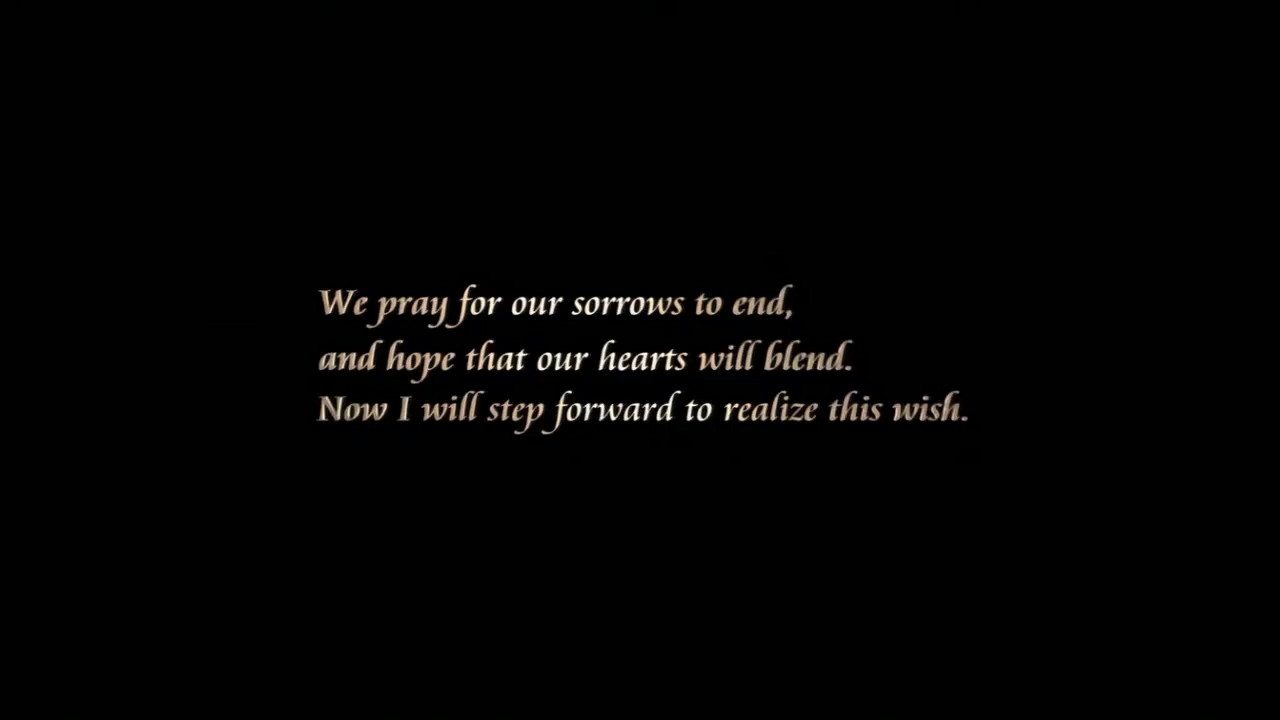 We pray for our sorrows to end,
and hope that our hearts will blend.
Now I will step forward to realize this wish.